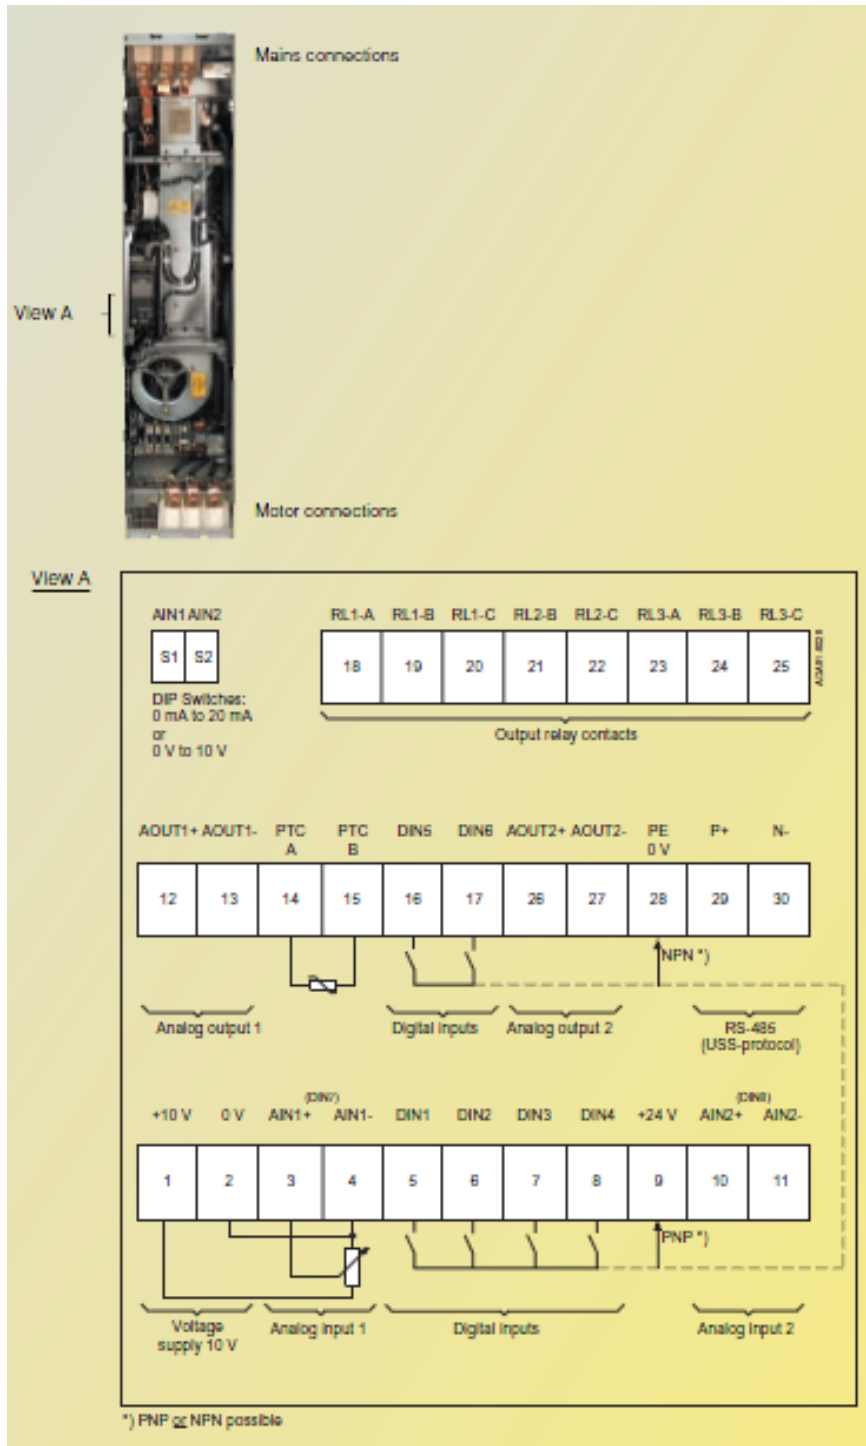 Mains connections
View A
Motor connections
View A
AIN1 AIN2
S1 S2
DIP Switches:
0 mA to 20 mA
or
0 V to 10 V
RL1-A RL1-B RL1-C RL2-B RL2-C RL3-A RL3-B RL3-C
18 19 20 21 22 23 24 25
Output relay contacts
AOUT1+ AOUT1- PTC A PTC B DIN5 DIN6 AOUT2+ AOUT2- PE 0 V P+ N-
12 13 14 15 16 17 26 27 28 29 30
NPN *)
Analog output 1
Digital inputs
Analog output 2
RS-485
(USS-protocol)
(DIN7) (DIN8)
+10 V 0 V AIN1+ AIN1- DIN1 DIN2 DIN3 DIN4 +24 V AIN2+ AIN2-
1 2 3 4 5 6 7 8 9 10 11
PNP *)
Voltage
supply 10 V
Analog input 1
Digital inputs
Analog input 2
*) PNP or NPN possible